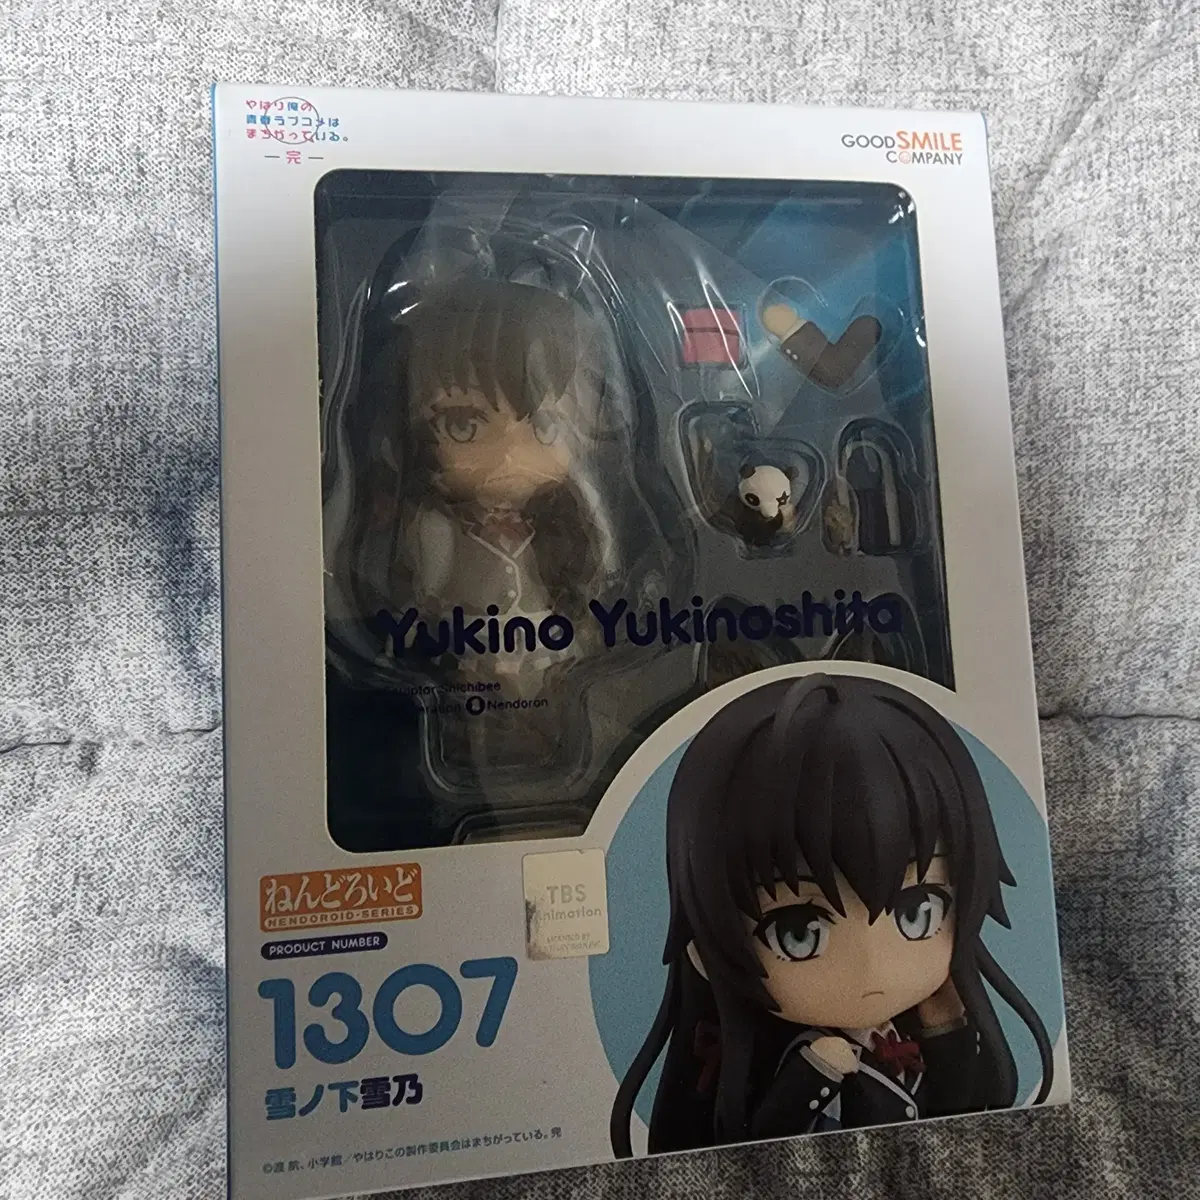 やはり俺の
青春ラブコメは
まちがっている。
— 完 —
GOOD SMILE
COMPANY
Yukino Yukinoshita
Shichibee
Nendoron
ねんどろいど
NENDOROID・SERIES
PRODUCT NUMBER
1307
雪ノ下雪乃
TBS
Animation
LICENSED BY
©渡 航、小学館／やはりこの製作委員会はまちがっている。完